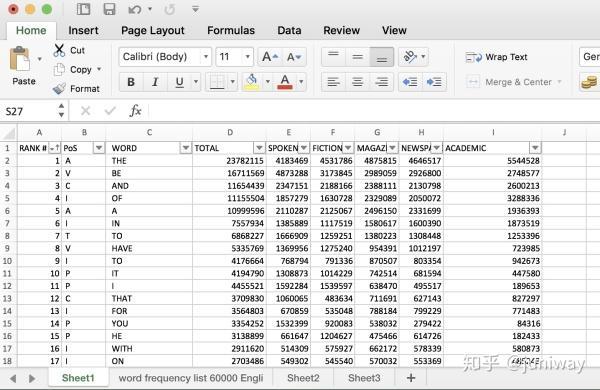 Home Insert Page Layout Formulas Data Review View
Cut
Copy
Paste
Format
Calibri (Body) 11 A A
B I U A
ab
Wrap Text
Merge & Center
Gen
S27 fx
A B C D E F G H I J K
1 RANK # PoS WORD TOTAL SPOKEN FICTION MAGAZ NEWSPA ACADEMIC
2 1 A THE 23782115 4183469 4531786 4875815 4646517 5544528
3 2 V BE 16711569 4873288 3173845 2989059 2926800 2748577
4 3 C AND 11654439 2347151 2188166 2388111 2130798 2600213
5 4 I OF 11155504 1857279 1630728 2329089 2050072 3288336
6 5 A A 10999596 2110287 2125067 2496150 2331699 1936393
7 6 I IN 7557934 1385889 1117519 1580617 1600390 1873519
8 7 T TO 6868227 1666909 1259251 1380223 1308448 1253396
9 8 V HAVE 5335769 1369956 1275240 954391 1012197 723985
10 9 I TO 4176664 768794 791336 870507 803354 942673
11 10 P IT 4194790 1308873 1014229 742514 681594 447580
12 11 P I 4455521 1592284 1539597 638470 495517 189653
13 12 C THAT 3709830 1060065 483634 711691 627143 827297
14 13 I FOR 3564803 670859 535048 788184 799229 771483
15 14 P YOU 3354252 1532399 920083 538032 279422 84316
16 15 P HE 3138899 661647 1204627 475466 614726 182433
17 16 I WITH 2911620 514309 575927 662172 578339 580873
18 17 I ON 2703486 549302 545540 570033 553369
知乎 @juniway
Sheet1 word frequency list 60000 Engli Sheet2 Sheet3 +